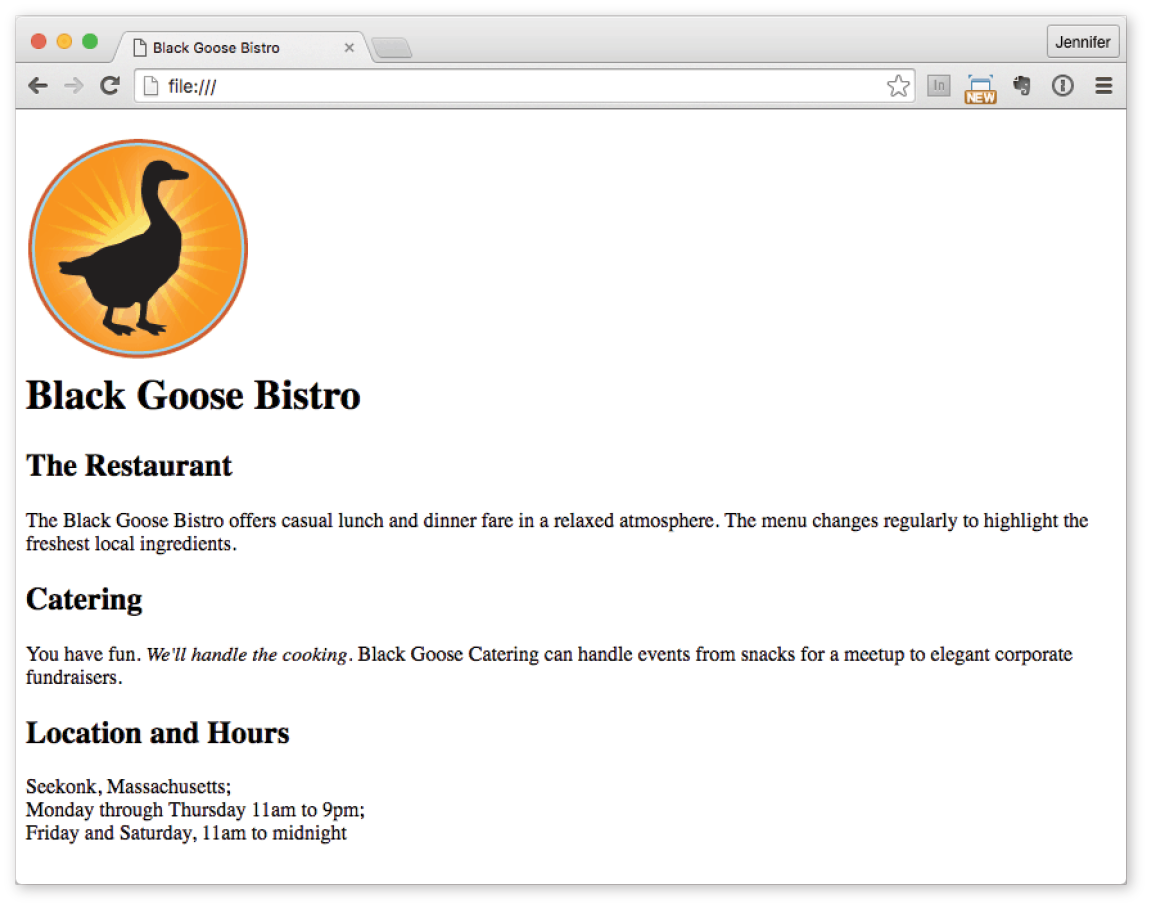 Black Goose Bistro
Jennifer
file:///
In
NEW
Black Goose Bistro
The Restaurant
The Black Goose Bistro offers casual lunch and dinner fare in a relaxed atmosphere. The menu changes regularly to highlight the
freshest local ingredients.
Catering
You have fun. We'll handle the cooking. Black Goose Catering can handle events from snacks for a meetup to elegant corporate
fundraisers.
Location and Hours
Seekonk, Massachusetts;
Monday through Thursday 11am to 9pm;
Friday and Saturday, 11am to midnight